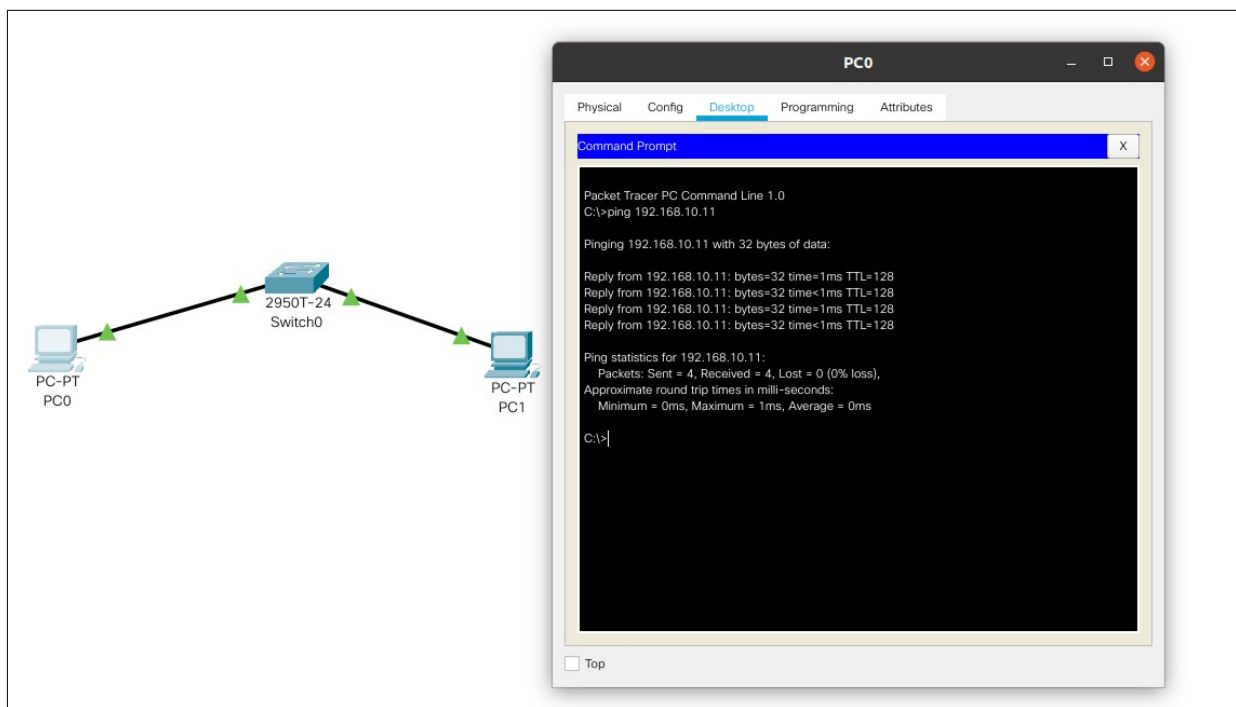 2950T-24
Switch0
PC-PT
PC0
PC-PT
PC1
PC0
Physical Config Desktop Programming Attributes
Command Prompt X
Packet Tracer PC Command Line 1.0
C:\>ping 192.168.10.11
Pinging 192.168.10.11 with 32 bytes of data:
Reply from 192.168.10.11: bytes=32 time=1ms TTL=128
Reply from 192.168.10.11: bytes=32 time<1ms TTL=128
Reply from 192.168.10.11: bytes=32 time=1ms TTL=128
Reply from 192.168.10.11: bytes=32 time<1ms TTL=128
Ping statistics for 192.168.10.11:
Packets: Sent = 4, Received = 4, Lost = 0 (0% loss),
Approximate round trip times in milli-seconds:
Minimum = 0ms, Maximum = 1ms, Average = 0ms
C:\>
Top